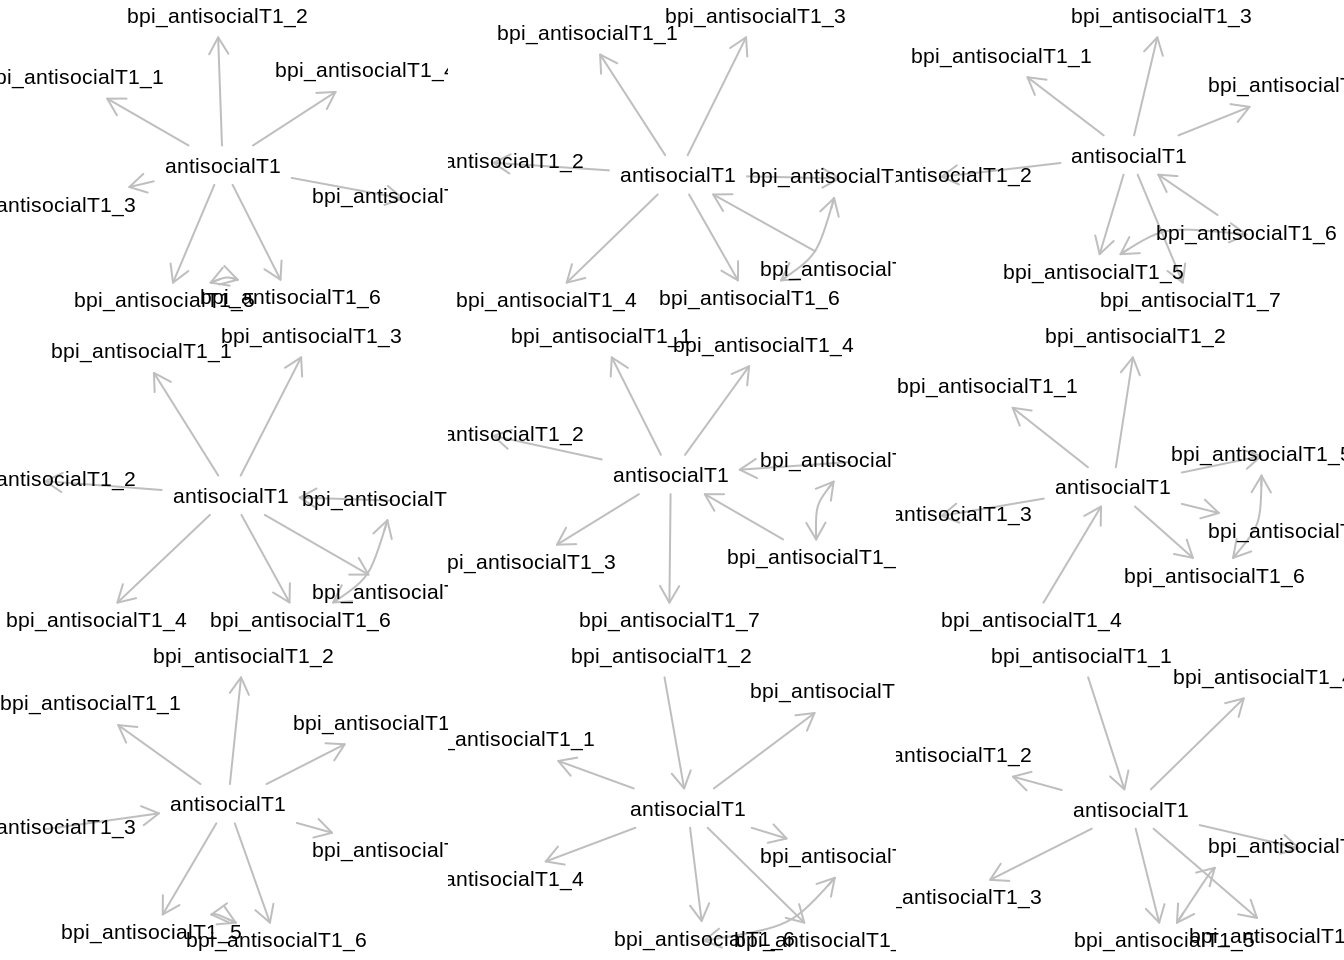 bpi_antisocialT1_2
bpi_antisocialT1_1
bpi_antisocialT1_4
antisocialT1
bpi_antisocialT
antisocialT1_3
bpi_antisocialT1_5
bpi_antisocialT1_6
bpi_antisocialT1_3
bpi_antisocialT1_1
antisocialT1_2
antisocialT1
bpi_antisocialT
bpi_antisocialT
bpi_antisocialT1_4
bpi_antisocialT1_6
bpi_antisocialT1_3
bpi_antisocialT1_1
bpi_antisocialT
antisocialT1
antisocialT1_2
bpi_antisocialT1_6
bpi_antisocialT1_5
bpi_antisocialT1_7
bpi_antisocialT1_3
bpi_antisocialT1_1
antisocialT1_2
antisocialT1
bpi_antisocialT
bpi_antisocialT
bpi_antisocialT1_4
bpi_antisocialT1_6
bpi_antisocialT1_1
bpi_antisocialT1_4
antisocialT1_2
bpi_antisocialT
antisocialT1
bpi_antisocialT1_
pi_antisocialT1_3
bpi_antisocialT1_7
bpi_antisocialT1_2
bpi_antisocialT1_1
bpi_antisocialT1_5
antisocialT1
antisocialT1_3
bpi_antisocialT
bpi_antisocialT1_6
bpi_antisocialT1_4
bpi_antisocialT1_2
bpi_antisocialT1_1
bpi_antisocialT1
antisocialT1
antisocialT1_3
bpi_antisocialT
bpi_antisocialT1_5
bpi_antisocialT1_6
bpi_antisocialT1_2
bpi_antisocialT
_antisocialT1_1
antisocialT1
bpi_antisocialT
antisocialT1_4
bpi_antisocialT1_6
bpi_antisocialT1_
bpi_antisocialT1_1
bpi_antisocialT1_4
antisocialT1_2
antisocialT1
bpi_antisocialT
_antisocialT1_3
bpi_antisocialT1_5
bpi_antisocialT1